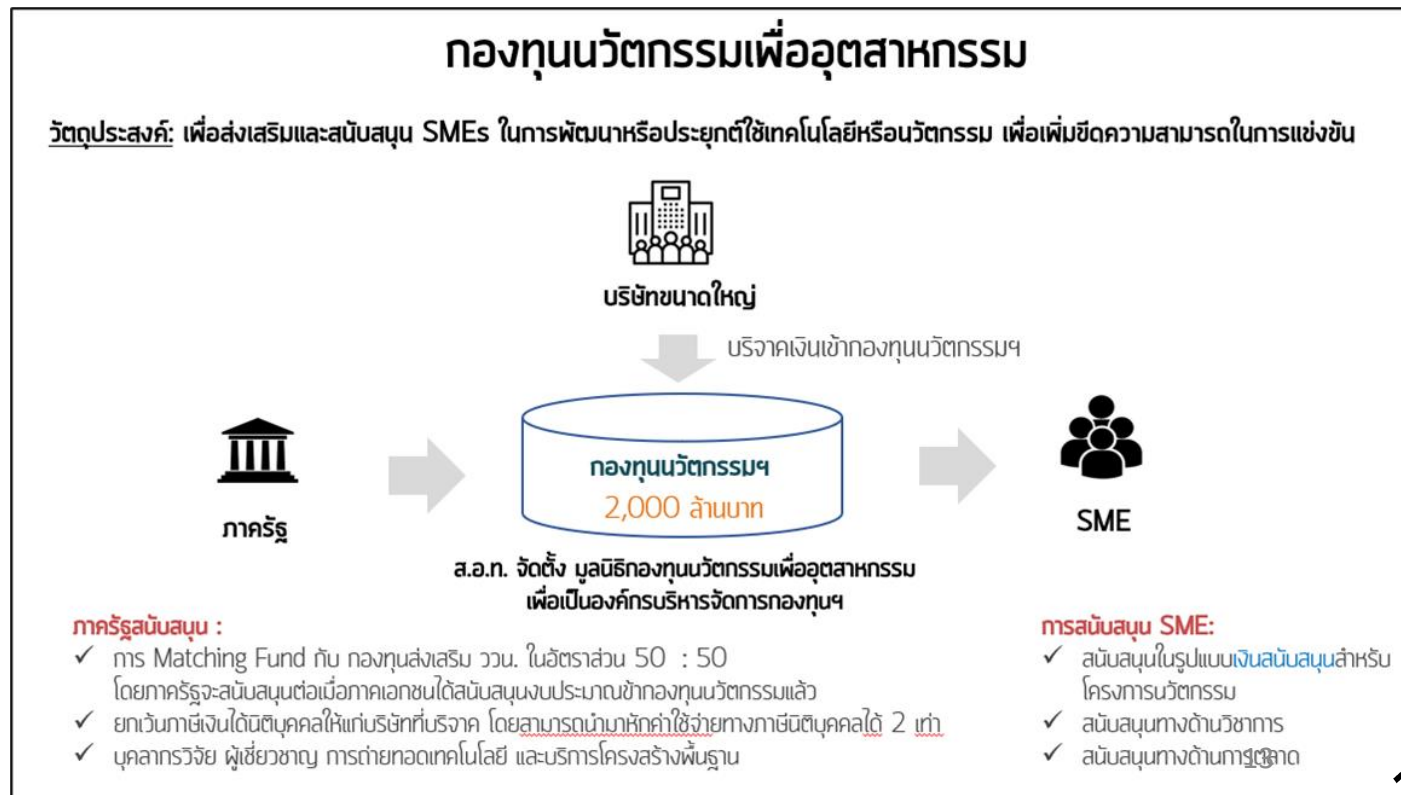 กองทุนนวัตกรรมเพื่ออุตสาหกรรม
วัตถุประสงค์: เพื่อส่งเสริมและสนับสนุน SMEs ในการพัฒนาหรือประยุกต์ใช้เทคโนโลยีหรือนวัตกรรม เพื่อเพิ่มขีดความสามารถในการแข่งขัน
บริษัทขนาดใหญ่
บริจาคเงินเข้ากองทุนนวัตกรรมฯ
ภาครัฐ
กองทุนนวัตกรรมฯ
2,000 ล้านบาท
SME
ส.อ.ท. จัดตั้ง มูลนิธิกองทุนนวัตกรรมเพื่ออุตสาหกรรม
เพื่อเป็นองค์กรบริหารจัดการกองทุนฯ
ภาครัฐสนับสนุน :
✓ การ Matching Fund กับ กองทุนส่งเสริม ววน. ในอัตราส่วน 50 : 50
โดยภาครัฐจะสนับสนุนต่อเมื่อภาคเอกชนได้สนับสนุนงบประมาณข้ากองทุนนวัตกรรมแล้ว
✓ ยกเว้นภาษีเงินได้นิติบุคคลให้แก่บริษัทที่บริจาค โดยสามารถนำมาหักค่าใช้จ่ายทางภาษีนิติบุคคลได้ 2 เท่า
✓ บุคลากรวิจัย ผู้เชี่ยวชาญ การถ่ายทอดเทคโนโลยี และบริการโครงสร้างพื้นฐาน
การสนับสนุน SME:
✓ สนับสนุนในรูปแบบเงินสนับสนุนสำหรับ
โครงการนวัตกรรม
✓ สนับสนุนทางด้านวิชาการ
✓ สนับสนุนทางด้านการตลาด
13